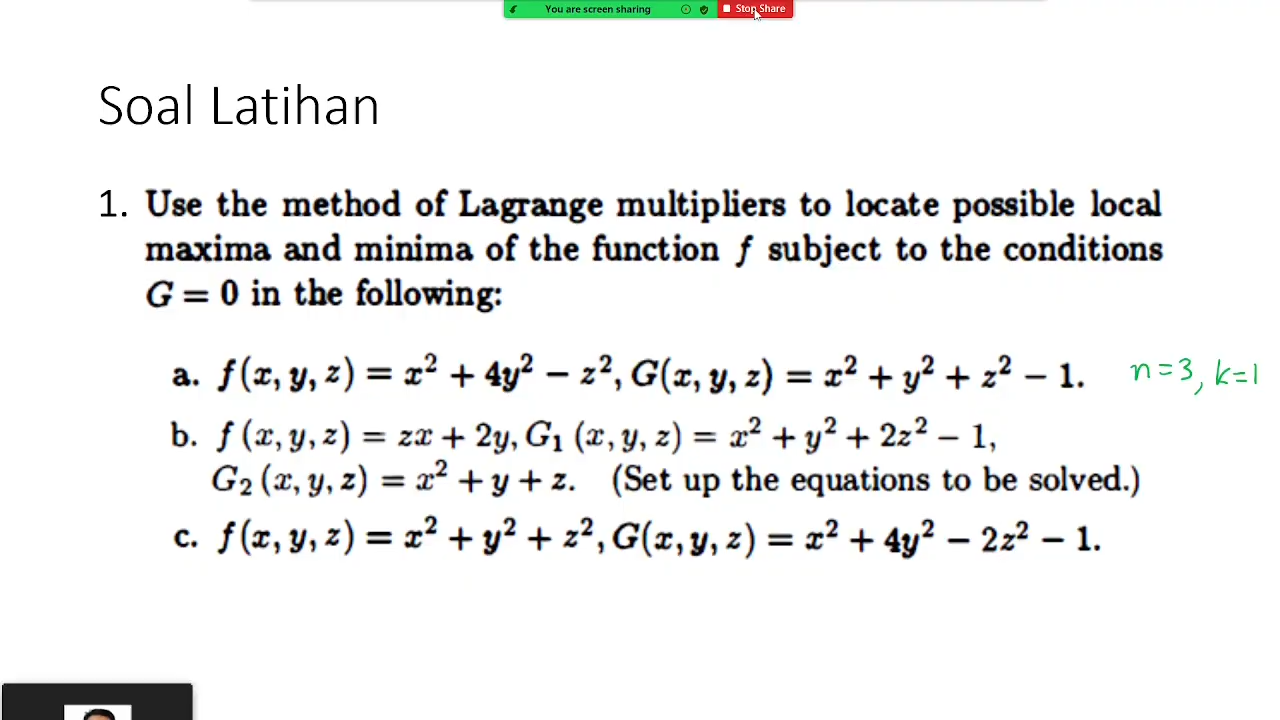 You are screen sharing
Stop Share
Soal Latihan
1. Use the method of Lagrange multipliers to locate possible local
maxima and minima of the function f subject to the conditions
G = 0 in the following:
a. f(x, y, z) = x² + 4y² − z², G(x, y, z) = x² + y² + z² − 1. n=3, k=1
b. f (x, y, z) = zx + 2y, G₁ (x, y, z) = x² + y² + 2z² − 1,
G₂ (x, y, z) = x² + y + z. (Set up the equations to be solved.)
c. f(x, y, z) = x² + y² + z², G(x, y, z) = x² + 4y² − 2z² − 1.